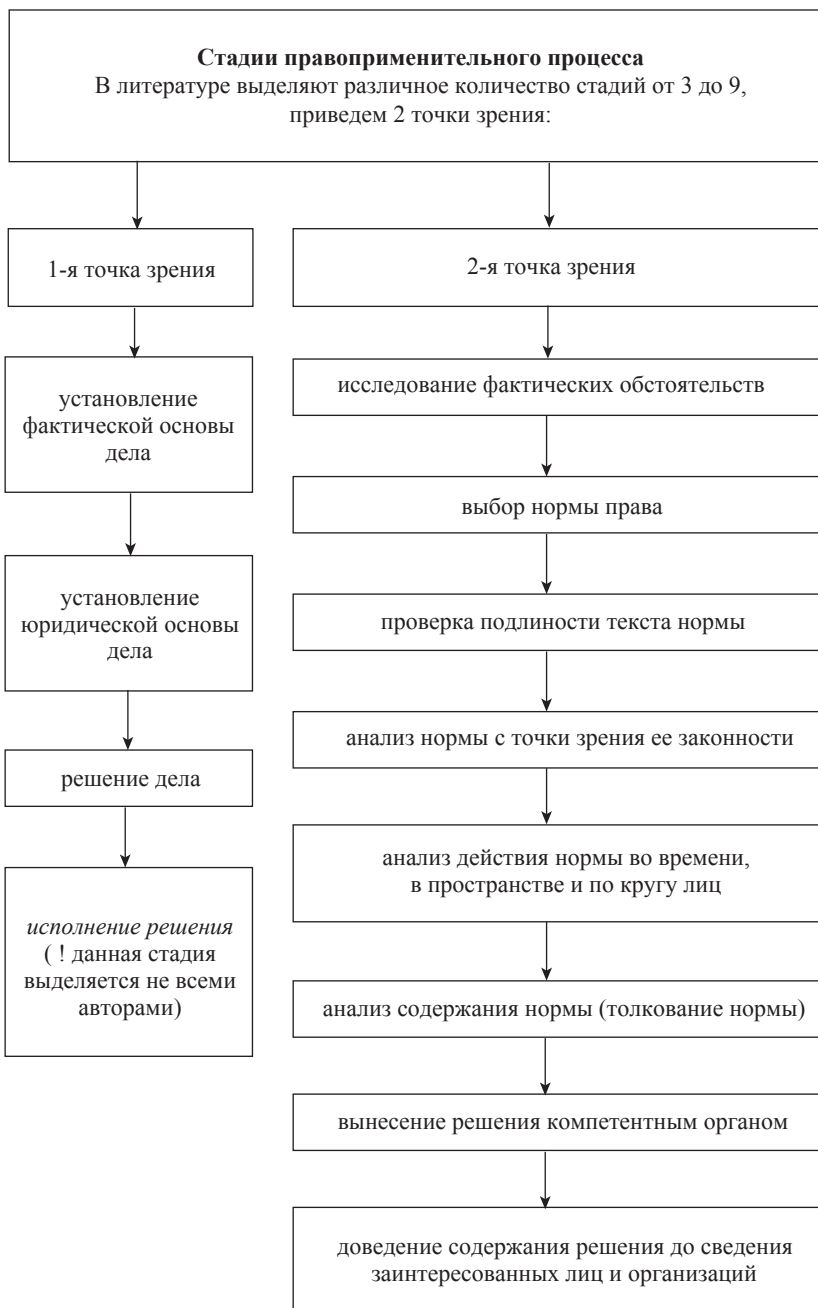 Стадии правоприменительного процесса
В литературе выделяют различное количество стадий от 3 до 9,
приведем 2 точки зрения:
1-я точка зрения
установление
фактической основы
дела
установление
юридической основы
дела
решение дела
исполнение решения
( ! данная стадия
выделяется не всеми
авторами)
2-я точка зрения
исследование фактических обстоятельств
выбор нормы права
проверка подлиности текста нормы
анализ нормы с точки зрения ее законности
анализ действия нормы во времени,
в пространстве и по кругу лиц
анализ содержания нормы (толкование нормы)
вынесение решения компетентным органом
доведение содержания решения до сведения
заинтересованных лиц и организаций